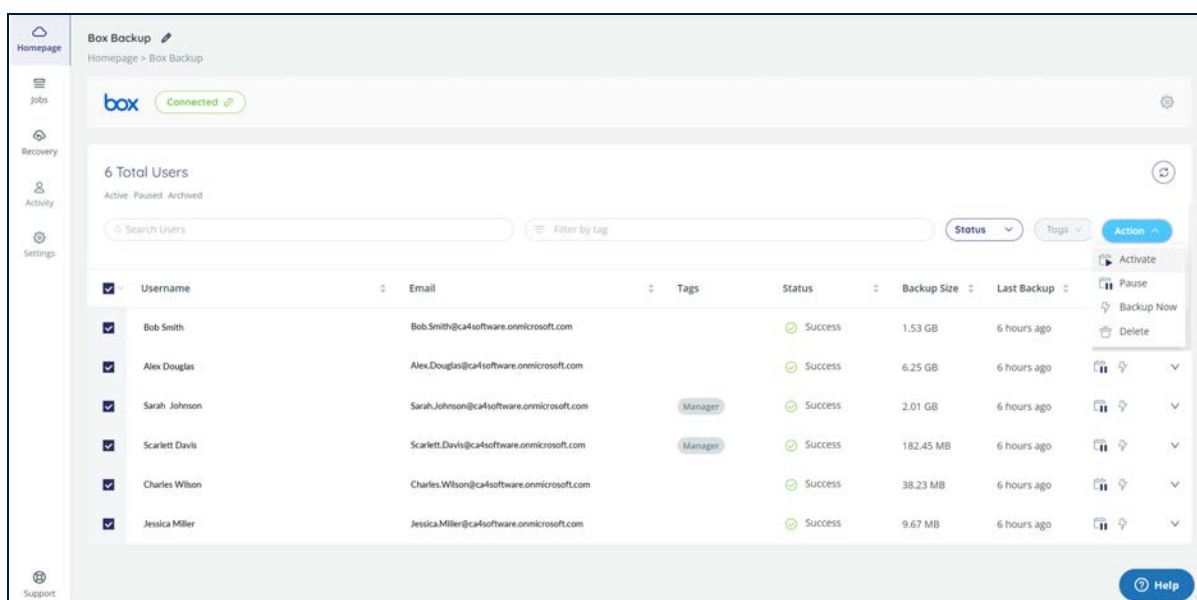 Homepage
Jobs
Recovery
Activity
Settings
Support
Box Backup
Homepage > Box Backup
box Connected
6 Total Users
Active Paused Archived
Search Users Filter by tag Status Tags Action
Activate
Pause
Backup Now
Delete
Username Email Tags Status Backup Size Last Backup
Bob Smith Bob.Smith@ca4software.onmicrosoft.com Success 1.53 GB 6 hours ago
Alex Douglas Alex.Douglas@ca4software.onmicrosoft.com Success 6.25 GB 6 hours ago
Sarah Johnson Sarah.Johnson@ca4software.onmicrosoft.com Manager Success 2.01 GB 6 hours ago
Scarlett Davis Scarlett.Davis@ca4software.onmicrosoft.com Manager Success 182.45 MB 6 hours ago
Charles Wilson Charles.Wilson@ca4software.onmicrosoft.com Success 38.23 MB 6 hours ago
Jessica Miller Jessica.Miller@ca4software.onmicrosoft.com Success 9.67 MB 6 hours ago
Help